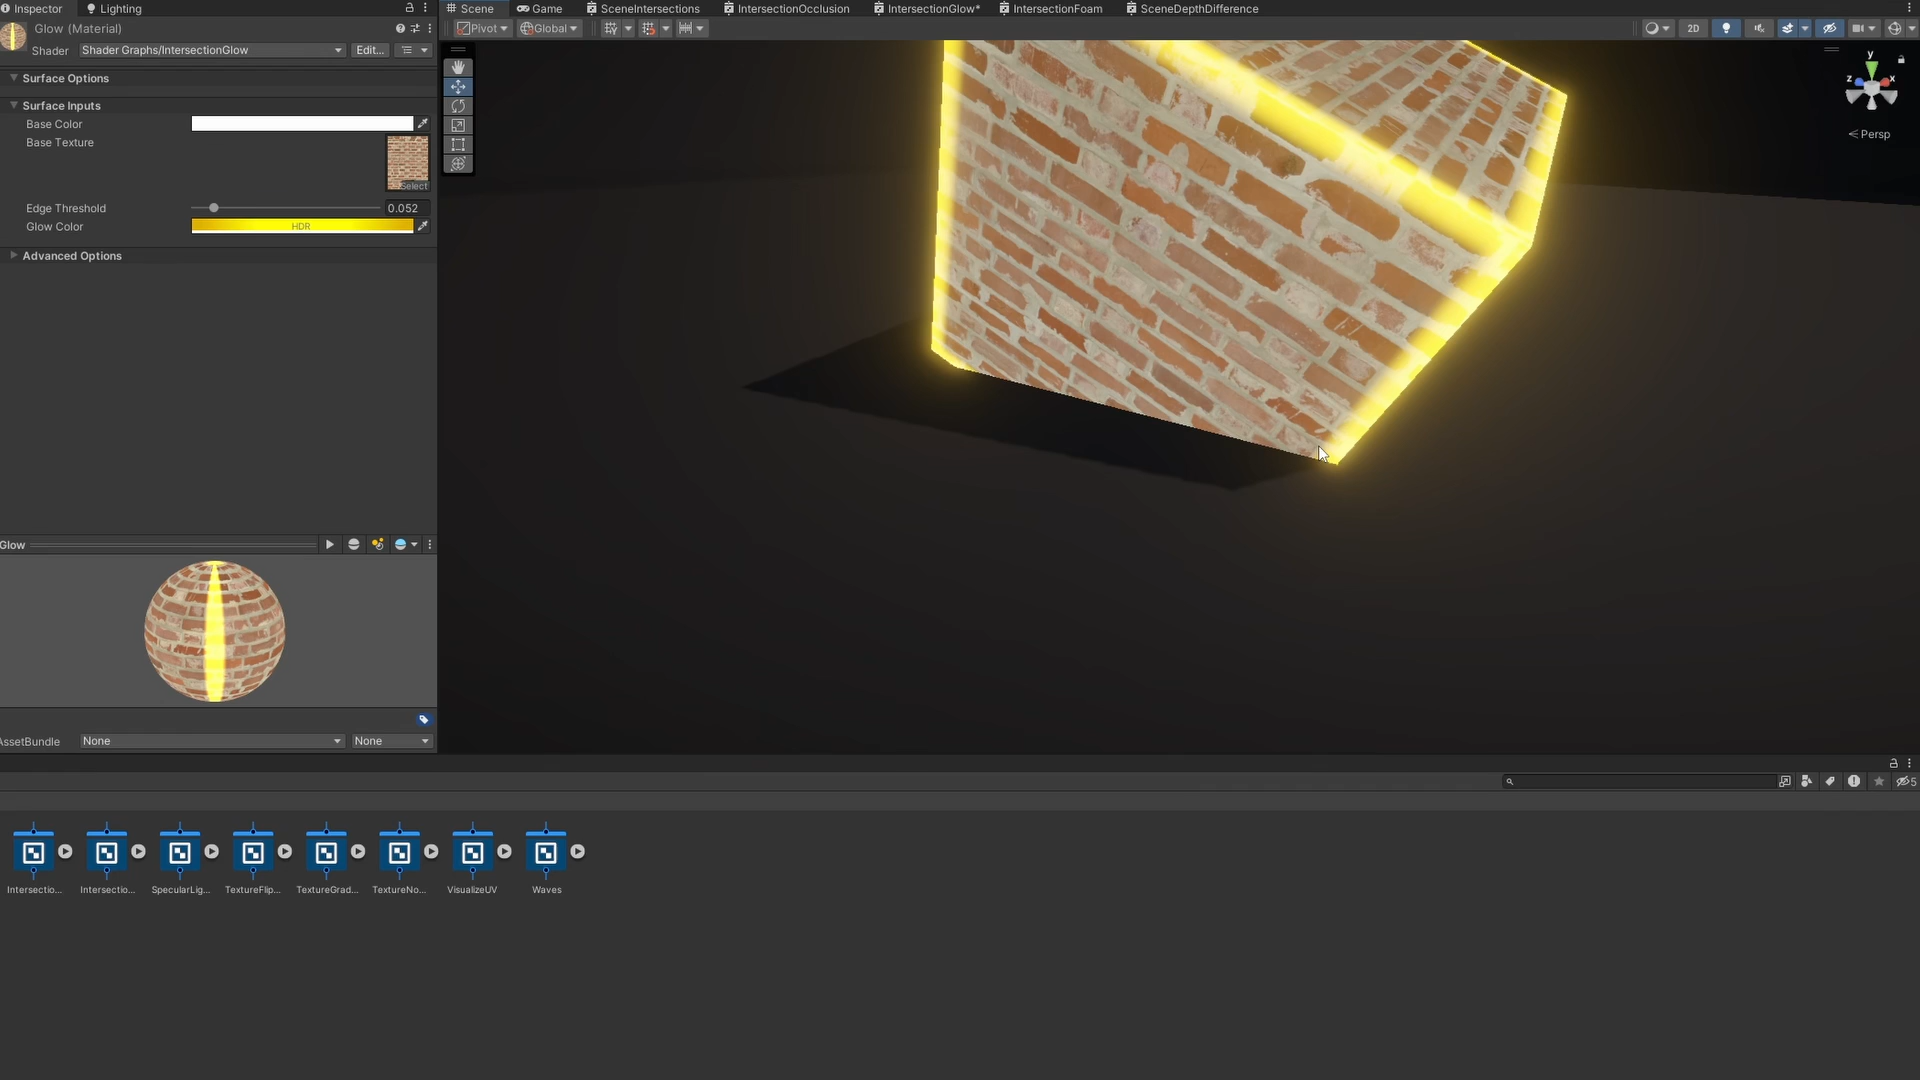 Inspector
Lighting
Scene
Game
SceneIntersections
IntersectionOcclusion
IntersectionGlow*
IntersectionFoam
SceneDepthDifference
Glow (Material)
Shader
Shader Graphs/IntersectionGlow
Edit...
Pivot
Global
2D
Surface Options
Surface Inputs
Base Color
Base Texture
Select
Edge Threshold
0.052
Glow Color
HDR
Advanced Options
y
z
x
Persp
Glow
AssetBundle
None
None
5
Intersectio...
Intersectio...
SpecularLig...
TextureFlip...
TextureGrad...
TextureNo...
VisualizeUV
Waves